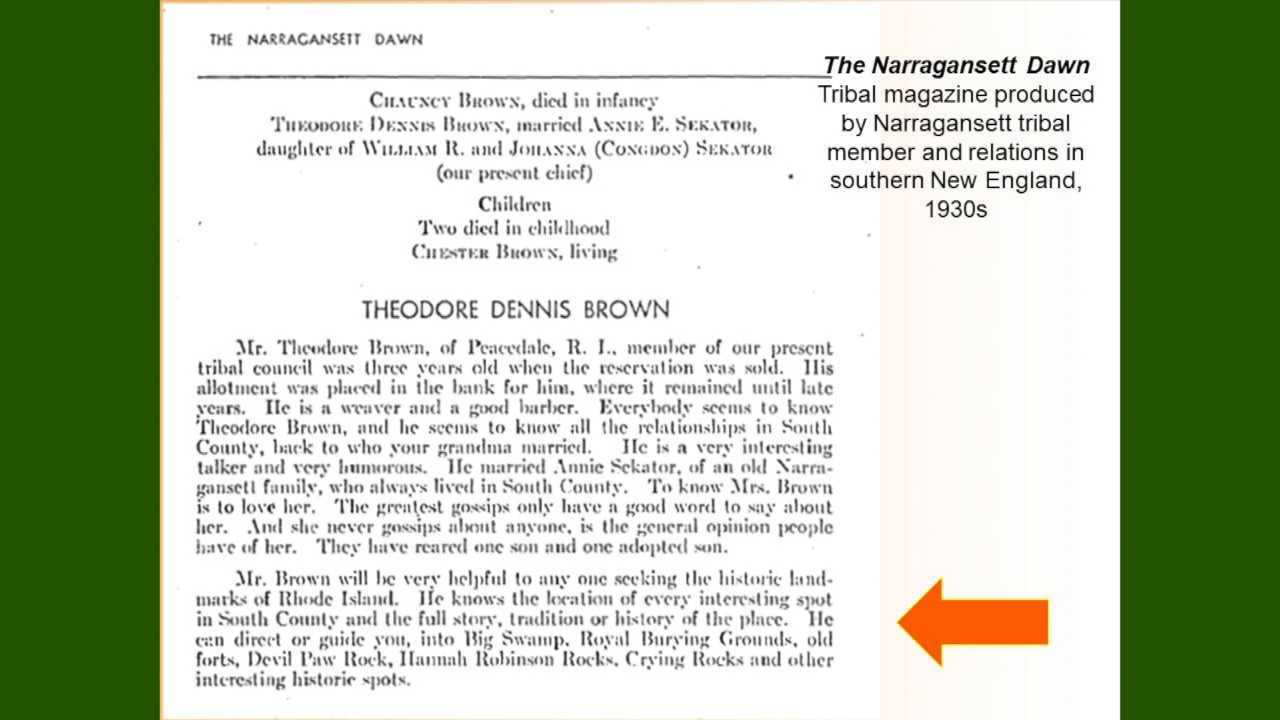 THE NARRAGANSETT DAWN
CHAUNCY BROWN, died in infancy
THEODORE DENNIS BROWN, married ANNIE E. SEKATOR,
daughter of WILLIAM R. and JOHANNA (CONGDON) SEKATOR
(our present chief)
Children
Two died in childhood
CHESTER BROWN, living
THEODORE DENNIS BROWN
Mr. Theodore Brown, of Peacedale, R. I., member of our present
tribal council was three years old when the reservation was sold. His
allotment was placed in the bank for him, where it remained until late
years. He is a weaver and a good barber. Everybody seems to know
Theodore Brown, and he seems to know all the relationships in South
County, back to who your grandma married. He is a very interesting
talker and very humorous. He married Annie Sekator, of an old Narra-
gansett family, who always lived in South County. To know Mrs. Brown
is to love her. The greatest gossips only have a good word to say about
her. And she never gossips about anyone, is the general opinion people
have of her. They have reared one son and one adopted son.
Mr. Brown will be very helpful to any one seeking the historic land-
marks of Rhode Island. He knows the location of every interesting spot
in South County and the full story, tradition or history of the place. He
can direct or guide you, into Big Swamp, Royal Burying Grounds, old
forts, Devil Paw Rock, Hannah Robinson Rocks, Crying Rocks and other
interesting historic spots.
The Narragansett Dawn
Tribal magazine produced
by Narragansett tribal
member and relations in
southern New England,
1930s